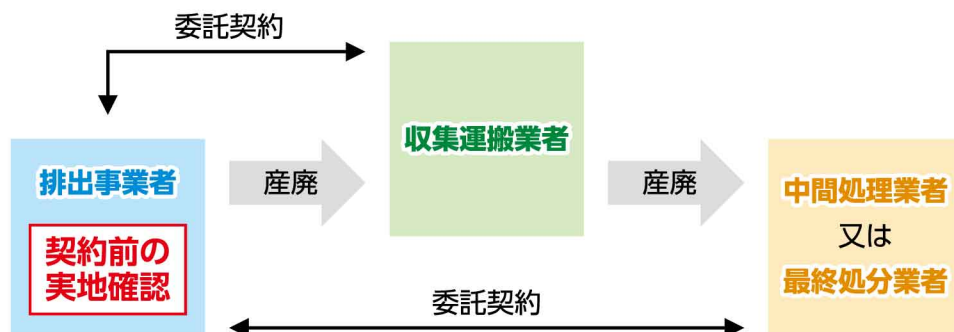 委託契約
収集運搬業者
排出事業者
契約前の
実地確認
産廃
産廃
中間処理業者
又は
最終処分業者
委託契約